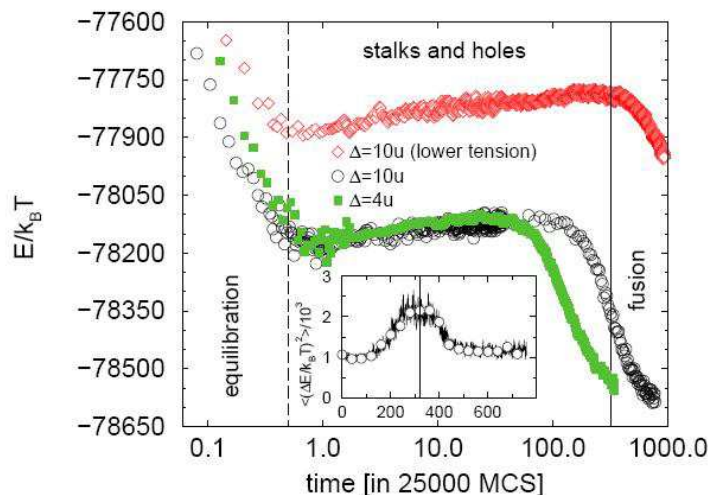 −77600
−77750
−77900
−78050
−78200
−78350
−78500
−78650
E/k_BT
stalks and holes
Δ=10u (lower tension)
Δ=10u
Δ=4u
equilibration
fusion
<(ΔE/k_BT)²>/10³
3
2
1
0
0 200 400 600
0.1 1.0 10.0 100.0 1000.0
time [in 25000 MCS]